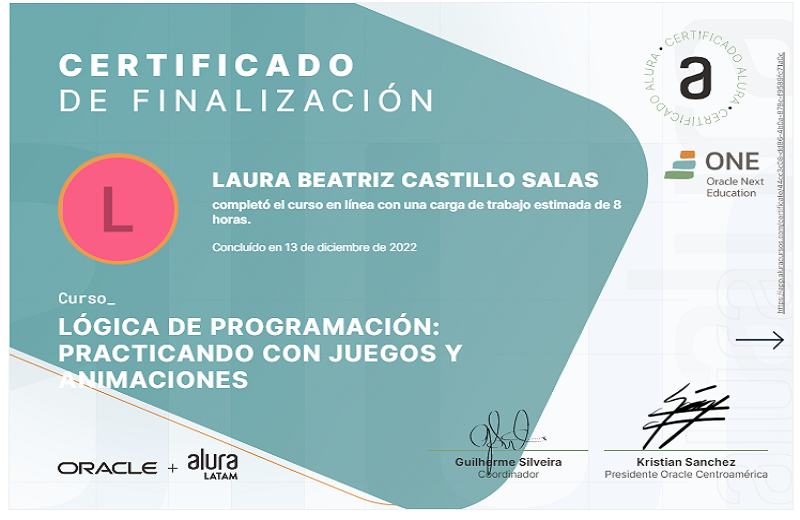 CERTIFICADO
DE FINALIZACIÓN
CERTIFICADO ALURA
CERTIFICADO ALURA
a
ONE
Oracle Next
Education
L
LAURA BEATRIZ CASTILLO SALAS
completó el curso en línea con una carga de trabajo estimada de 8
horas.
Concluído en 13 de diciembre de 2022
Curso_
LÓGICA DE PROGRAMACIÓN:
PRACTICANDO CON JUEGOS Y
ANIMACIONES
ORACLE + alura
LATAM
Guilherme Silveira
Coordinador
Kristian Sanchez
Presidente Oracle Centroamérica